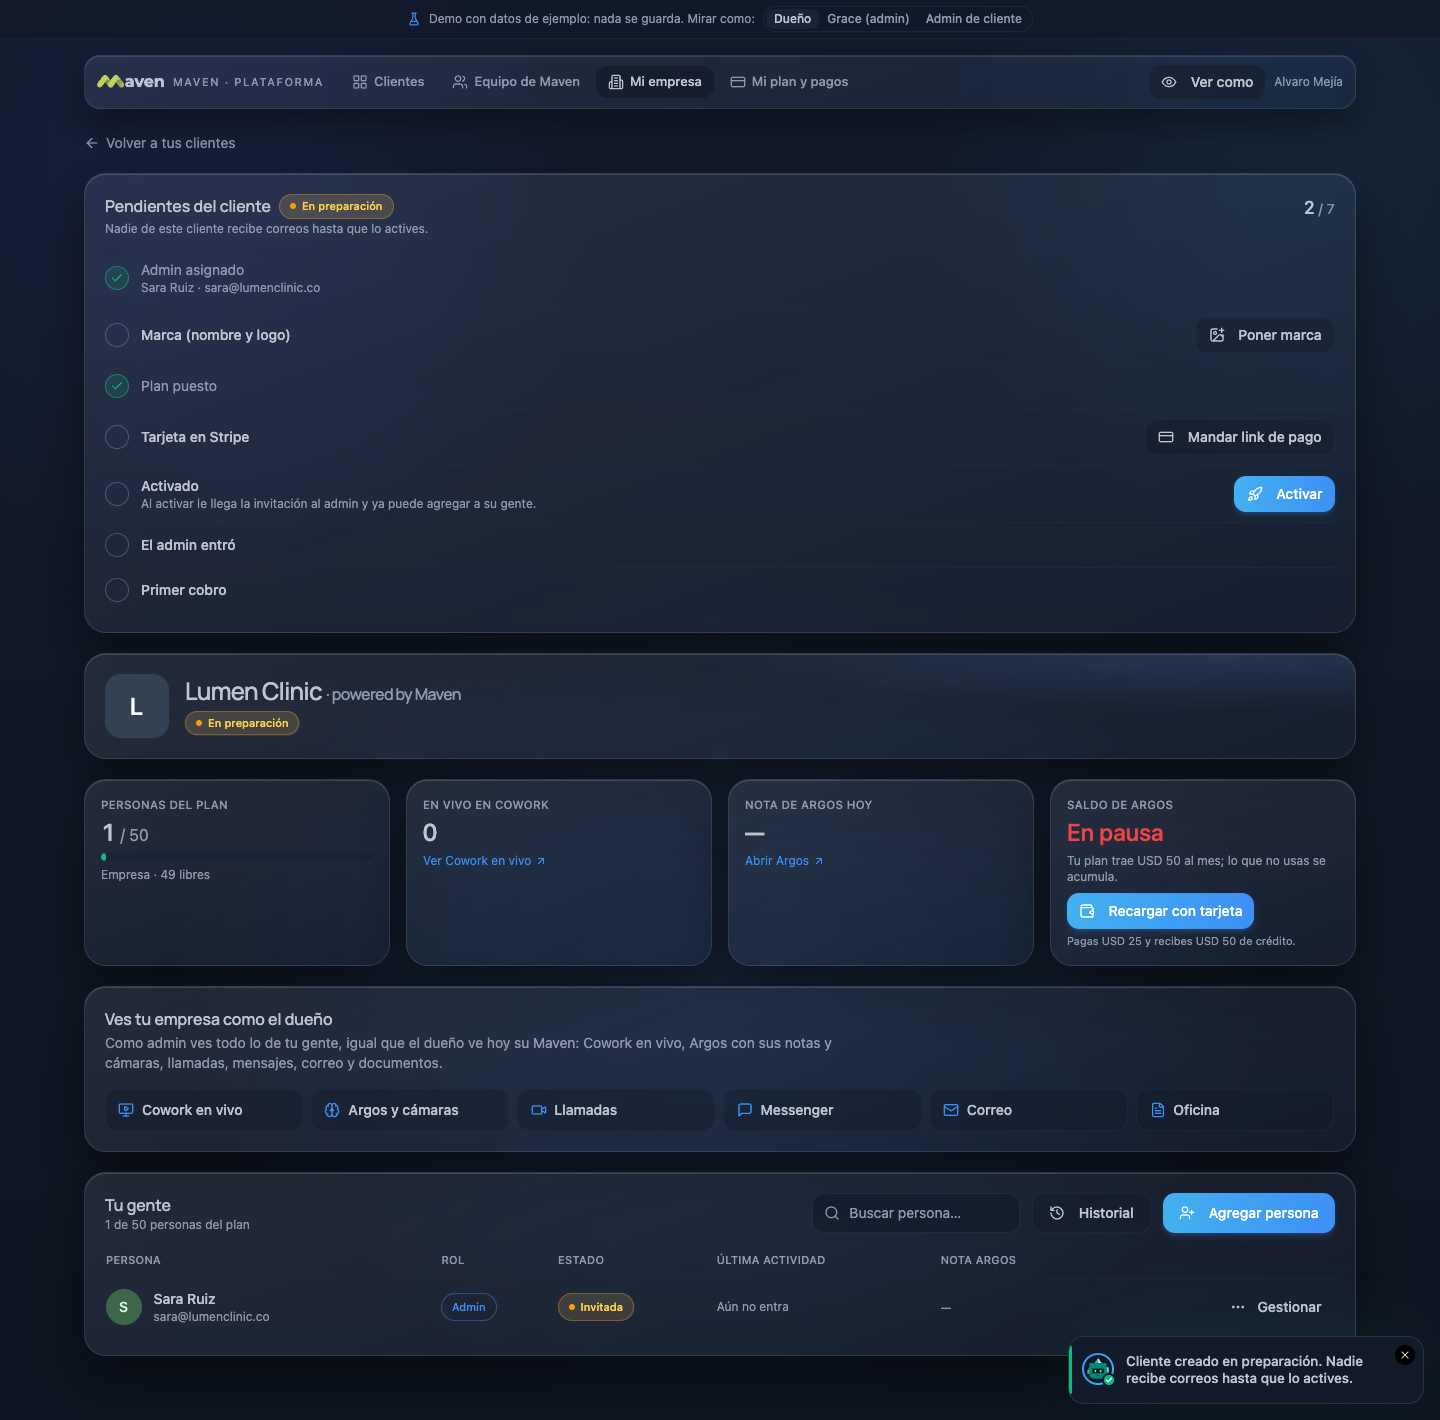 Demo con datos de ejemplo: nada se guarda. Mirar como: Dueño Grace (admin) Admin de cliente
Maven MAVEN · PLATAFORMA Clientes Equipo de Maven Mi empresa Mi plan y pagos Ver como Alvaro Mejía
Volver a tus clientes
Pendientes del cliente En preparación 2 / 7
Nadie de este cliente recibe correos hasta que lo actives.
Admin asignado
Sara Ruiz · sara@lumenclinic.co
Marca (nombre y logo) Poner marca
Plan puesto
Tarjeta en Stripe Mandar link de pago
Activado
Al activar le llega la invitación al admin y ya puede agregar a su gente.
Activar
El admin entró
Primer cobro
L
Lumen Clinic · powered by Maven
En preparación
PERSONAS DEL PLAN
1 / 50
Empresa · 49 libres
EN VIVO EN COWORK
0
Ver Cowork en vivo
NOTA DE ARGOS HOY
—
Abrir Argos
SALDO DE ARGOS
En pausa
Tu plan trae USD 50 al mes; lo que no usas se
acumula.
Recargar con tarjeta
Pagas USD 25 y recibes USD 50 de crédito.
Ves tu empresa como el dueño
Como admin ves todo lo de tu gente, igual que el dueño ve hoy su Maven: Cowork en vivo, Argos con sus notas y
cámaras, llamadas, mensajes, correo y documentos.
Cowork en vivo Argos y cámaras Llamadas Messenger Correo Oficina
Tu gente
1 de 50 personas del plan
Buscar persona... Historial Agregar persona
PERSONA ROL ESTADO ÚLTIMA ACTIVIDAD NOTA ARGOS
S
Sara Ruiz
sara@lumenclinic.co
Admin Invitada Aún no entra — Gestionar
Cliente creado en preparación. Nadie
recibe correos hasta que lo actives.